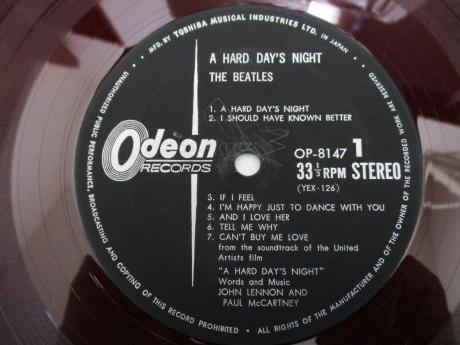 • MFD. BY TOSHIBA MUSICAL INDUSTRIES LTD. IN JAPAN •
ALL RIGHTS OF THE MANUFACTURER AND OF THE OWNER OF THE RECORDED WORK ARE RESERVED
UNAUTHORIZED PUBLIC PERFORMANCE, BROADCASTING AND COPYING OF THIS RECORD PROHIBITED •
A HARD DAY'S NIGHT
THE BEATLES
1. A HARD DAY'S NIGHT
2. I SHOULD HAVE KNOWN BETTER
Odeon
RECORDS
OP-8147 1
33 1/3 RPM STEREO
(YEX-126)
3. IF I FEEL
4. I'M HAPPY JUST TO DANCE WITH YOU
5. AND I LOVE HER
6. TELL ME WHY
7. CAN'T BUY ME LOVE
from the soundtrack of the United
Artists film
"A HARD DAY'S NIGHT"
Words and Music
JOHN LENNON AND
PAUL McCARTNEY